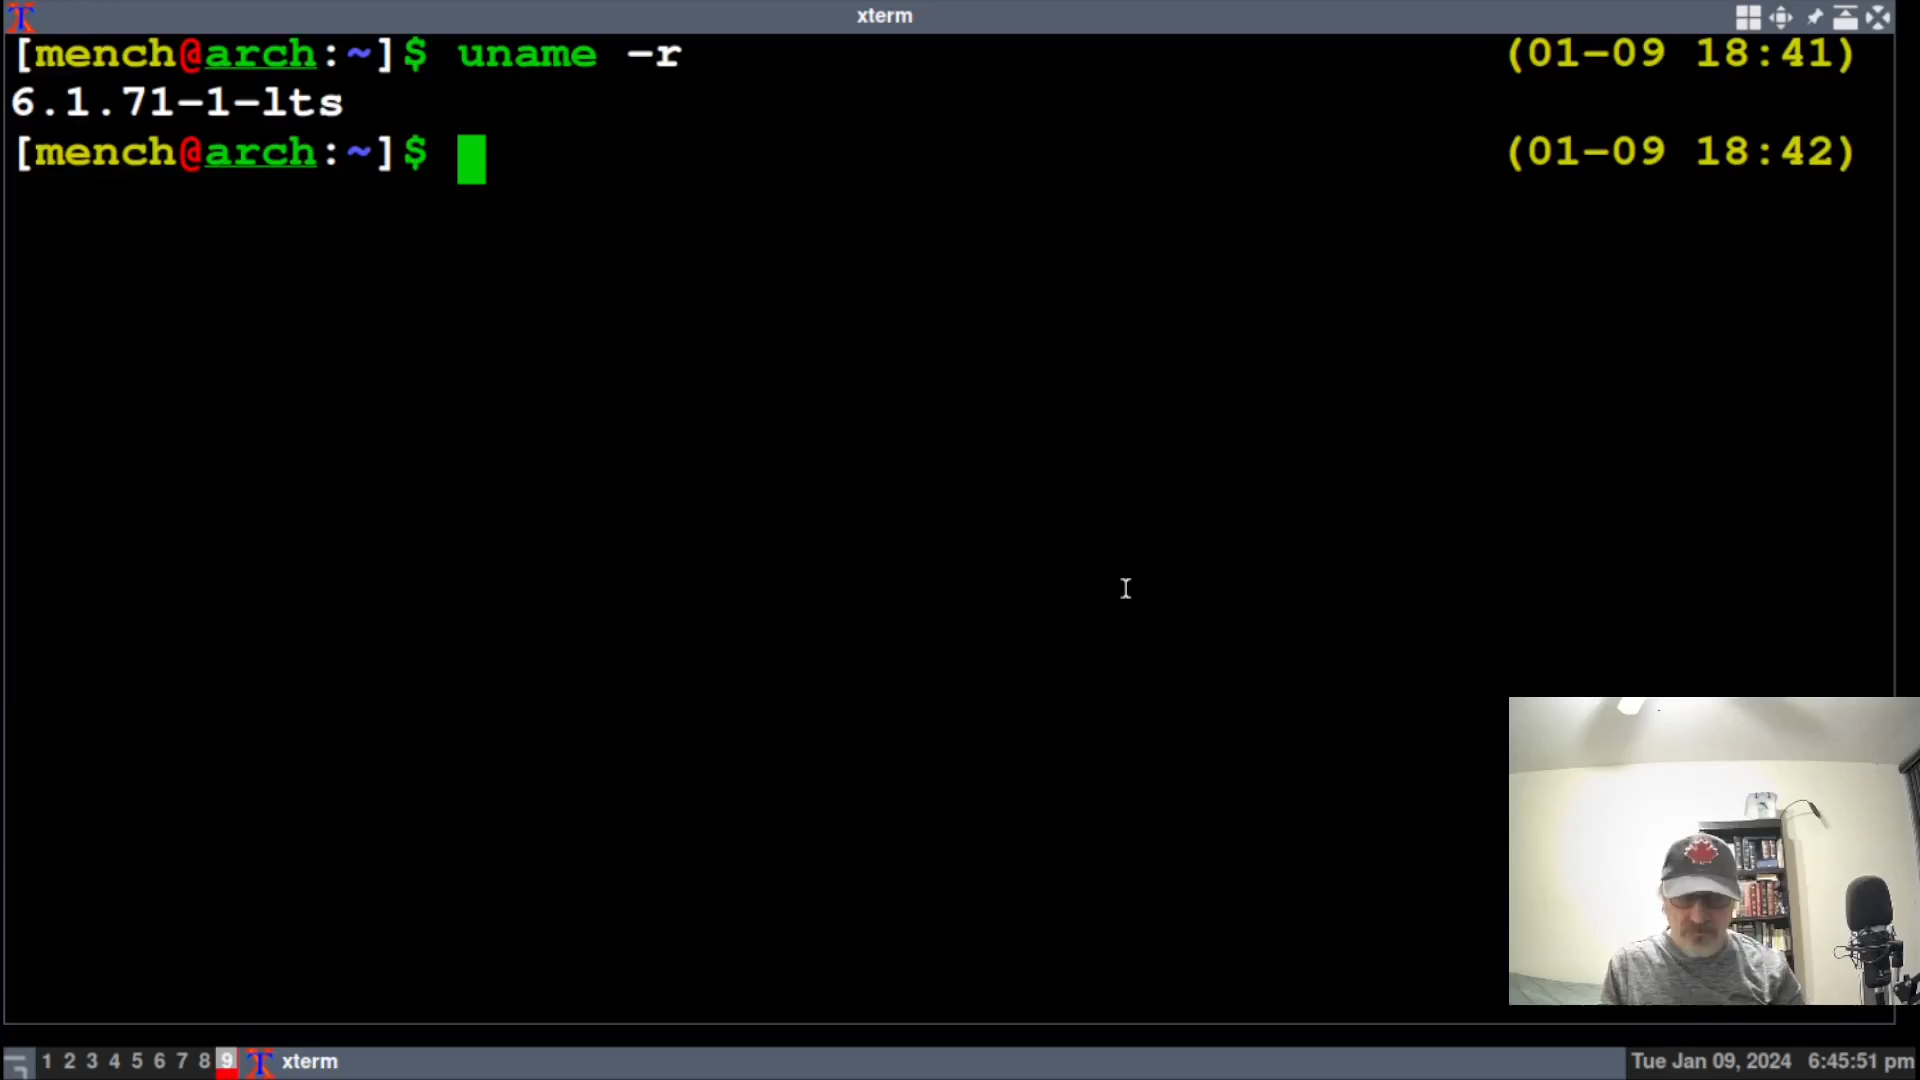 xterm
[mench@arch:~]$ uname -r (01-09 18:41)
6.1.71-1-lts
[mench@arch:~]$ (01-09 18:42)
1 2 3 4 5 6 7 8 9 xterm Tue Jan 09, 2024 6:45:51 pm